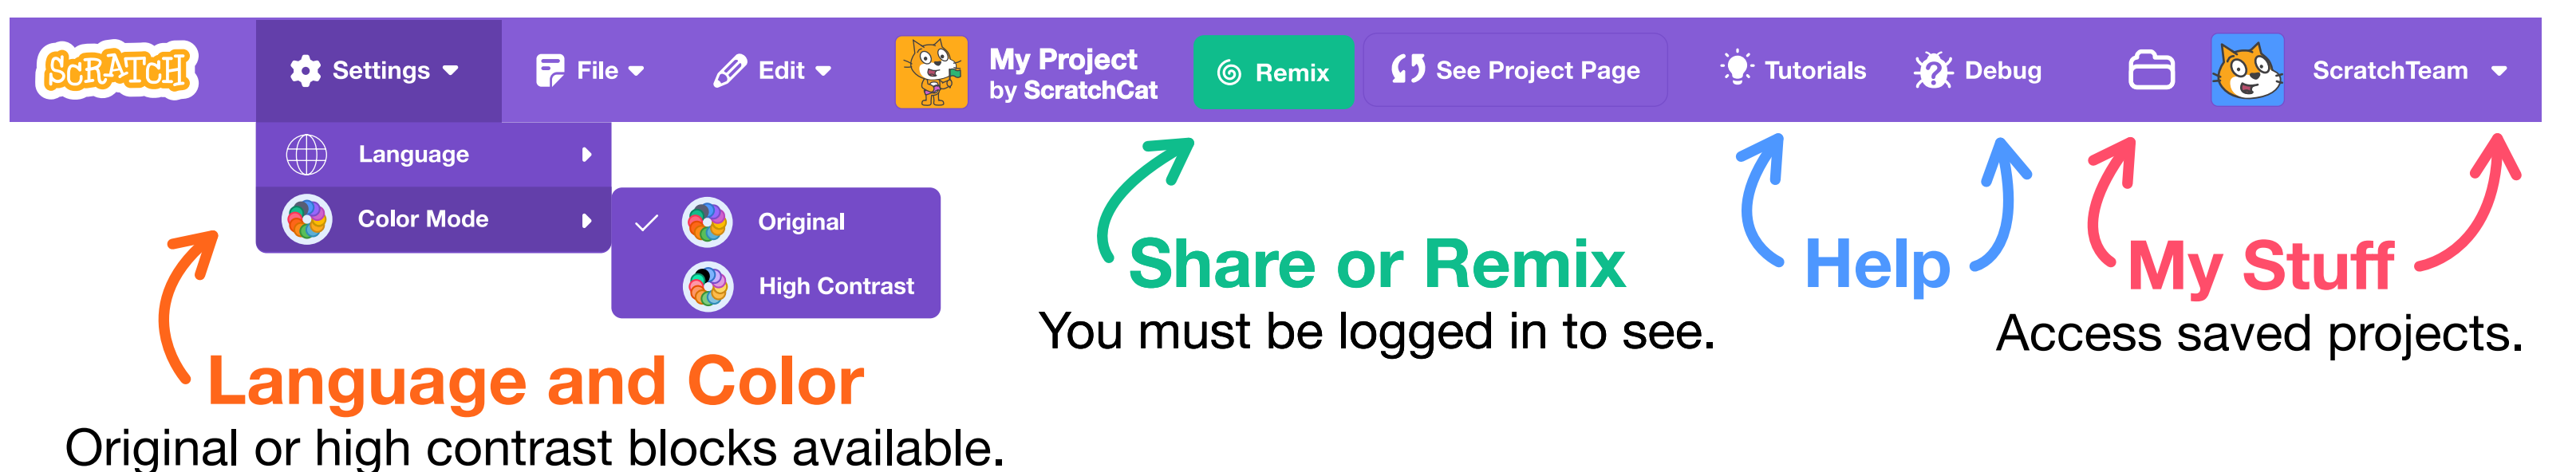 SCRATCH
Settings
File
Edit
My Project
by ScratchCat
Remix
See Project Page
Tutorials
Debug
ScratchTeam
Language
Color Mode
Original
High Contrast
Share or Remix
You must be logged in to see.
Help
My Stuff
Access saved projects.
Language and Color
Original or high contrast blocks available.